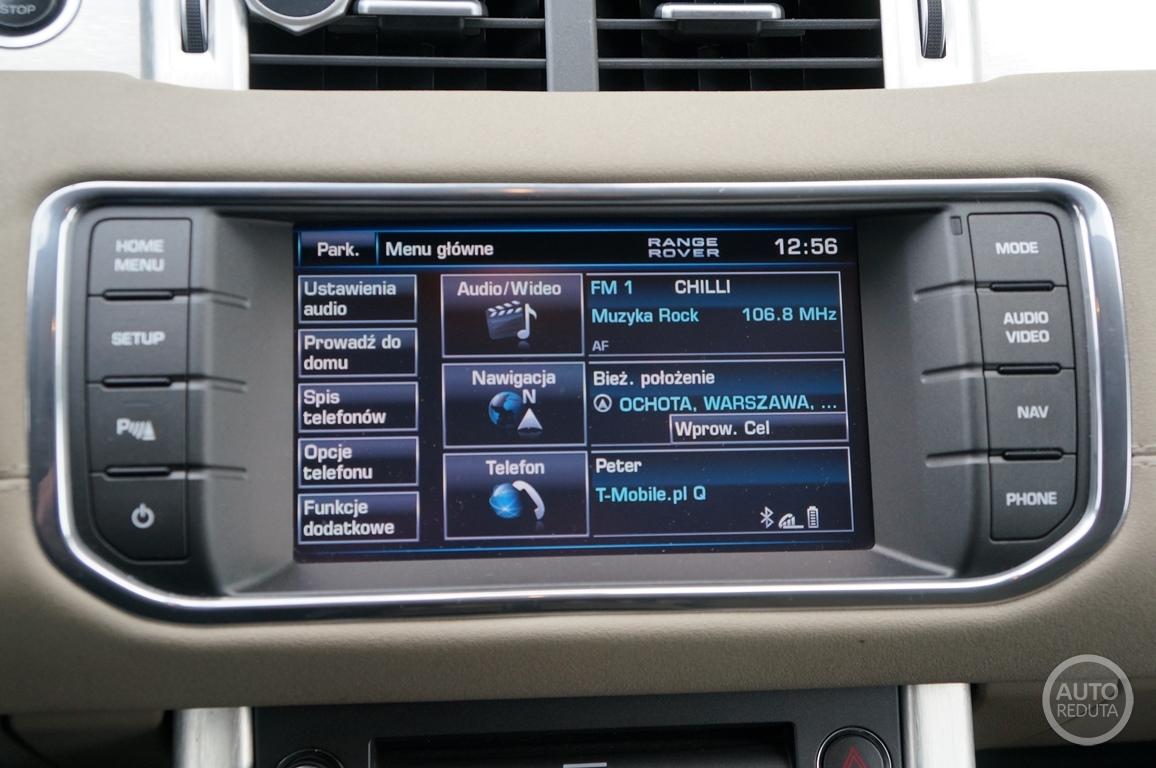 STOP
HOME
MENU
SETUP
P
MODE
AUDIO
VIDEO
NAV
PHONE
Park.
Menu główne
RANGE
ROVER
12:56
Ustawienia
audio
Prowadź do
domu
Spis
telefonów
Opcje
telefonu
Funkcje
dodatkowe
Audio/Wideo
Nawigacja
N
Telefon
FM 1 CHILLI
Muzyka Rock 106.8 MHz
AF
Bież. położenie
OCHOTA, WARSZAWA, ...
Wprow. Cel
Peter
T-Mobile.pl Q
AUTO
REDUTA